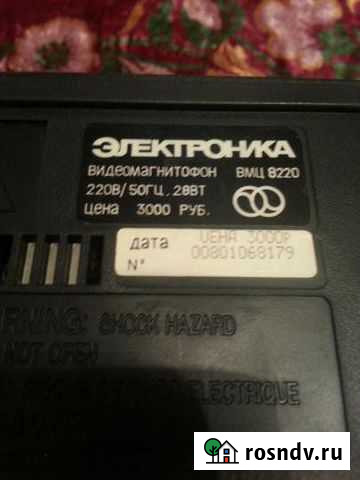 ЭЛЕКТРОНИКА
ВИДЕОМАГНИТОФОН ВМЦ 8220
220В/50ГЦ, 28ВТ
ЦЕНА 3000 РУБ.
дата ЦЕНА 3000Р
N° 00801068179
RNING: SHOCK HAZARD
NOT OPEN
ELECTRIQUE
rosndv.ru